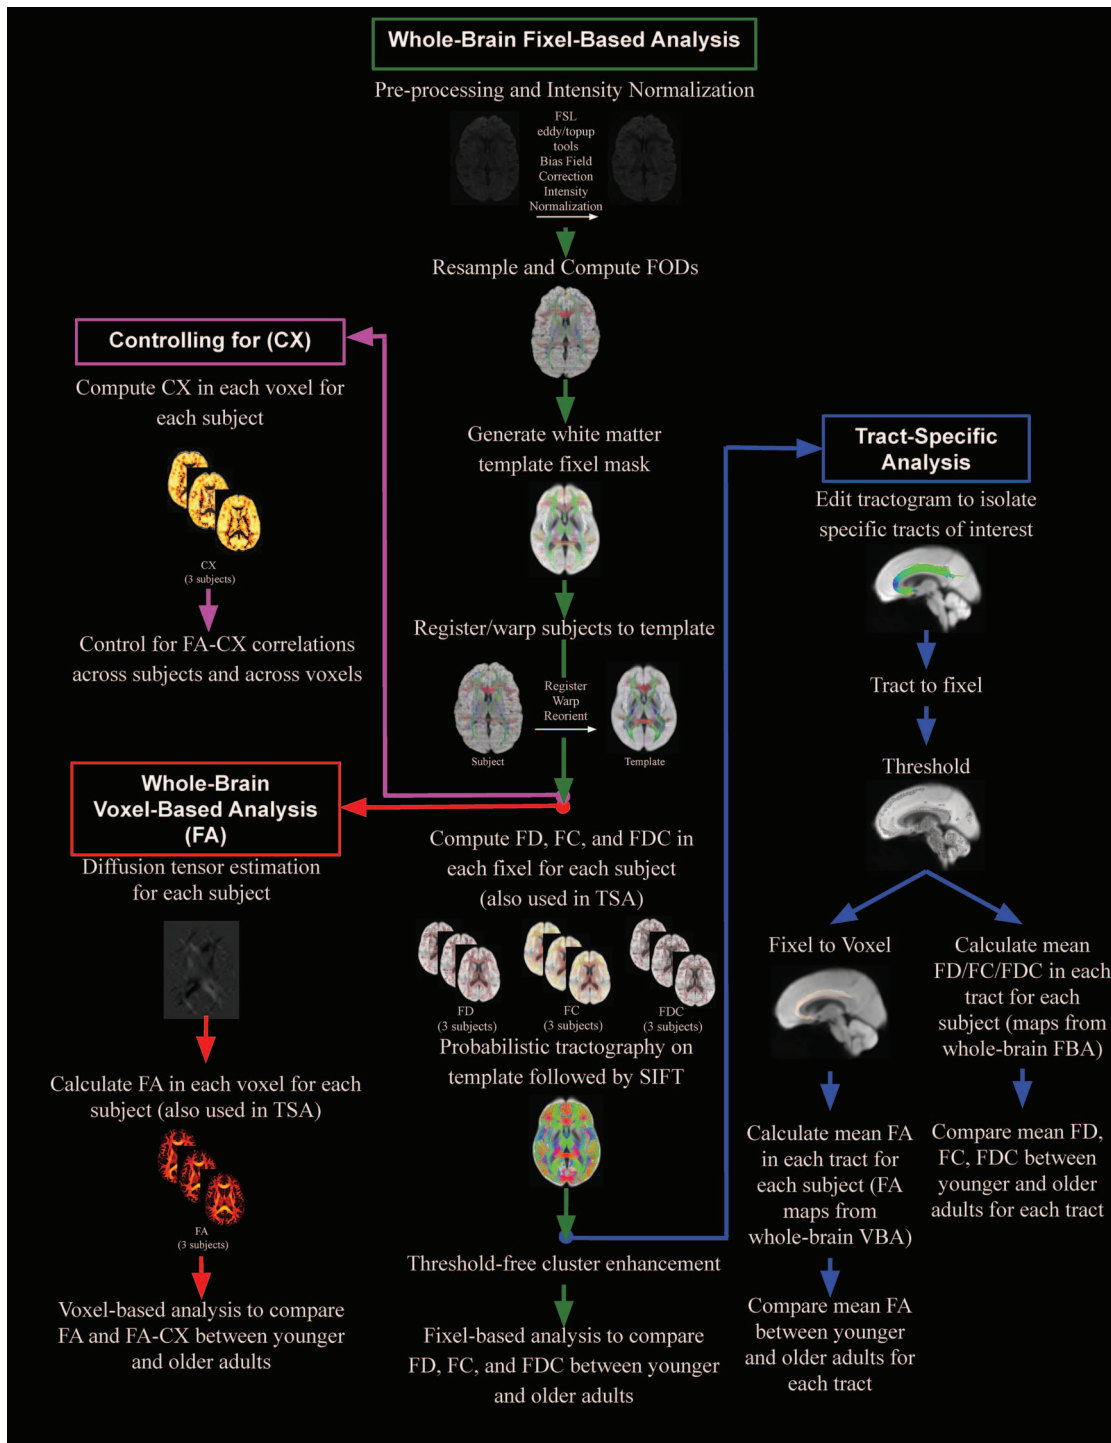 Whole-Brain Fixel-Based Analysis
Pre-processing and Intensity Normalization
FSL
eddy/topup
tools
Bias Field
Correction
Intensity
Normalization
Resample and Compute FODs
Generate white matter
template fixel mask
Register/warp subjects to template
Register
Warp
Reorient
Subject
Template
Compute FD, FC, and FDC in
each fixel for each subject
(also used in TSA)
FD
(3 subjects)
FC
(3 subjects)
FDC
(3 subjects)
Probabilistic tractography on
template followed by SIFT
Threshold-free cluster enhancement
Fixel-based analysis to compare
FD, FC, and FDC between younger
and older adults
Controlling for (CX)
Compute CX in each voxel for
each subject
CX
(3 subjects)
Control for FA-CX correlations
across subjects and across voxels
Whole-Brain
Voxel-Based Analysis
(FA)
Diffusion tensor estimation
for each subject
Calculate FA in each voxel for each
subject (also used in TSA)
FA
(3 subjects)
Voxel-based analysis to compare
FA and FA-CX between younger
and older adults
Tract-Specific
Analysis
Edit tractogram to isolate
specific tracts of interest
Tract to fixel
Threshold
Fixel to Voxel
Calculate mean FA
in each tract for
each subject (FA
maps from
whole-brain VBA)
Compare mean FA
between younger
and older adults for
each tract
Calculate mean
FD/FC/FDC in each
tract for each
subject (maps from
whole-brain FBA)
Compare mean FD,
FC, FDC between
younger and older
adults for each tract